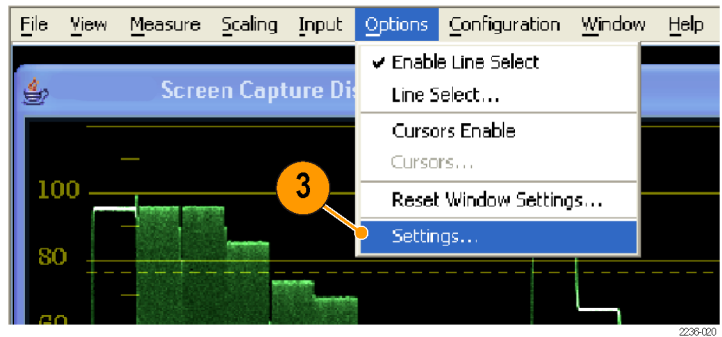 File View Measure Scaling Input Options Configuration Window Help
✔ Enable Line Select
Screen Capture Dis
Line Select...
Cursors Enable
Cursors...
100
3
Reset Window Settings...
Settings...
80
60
2236-020